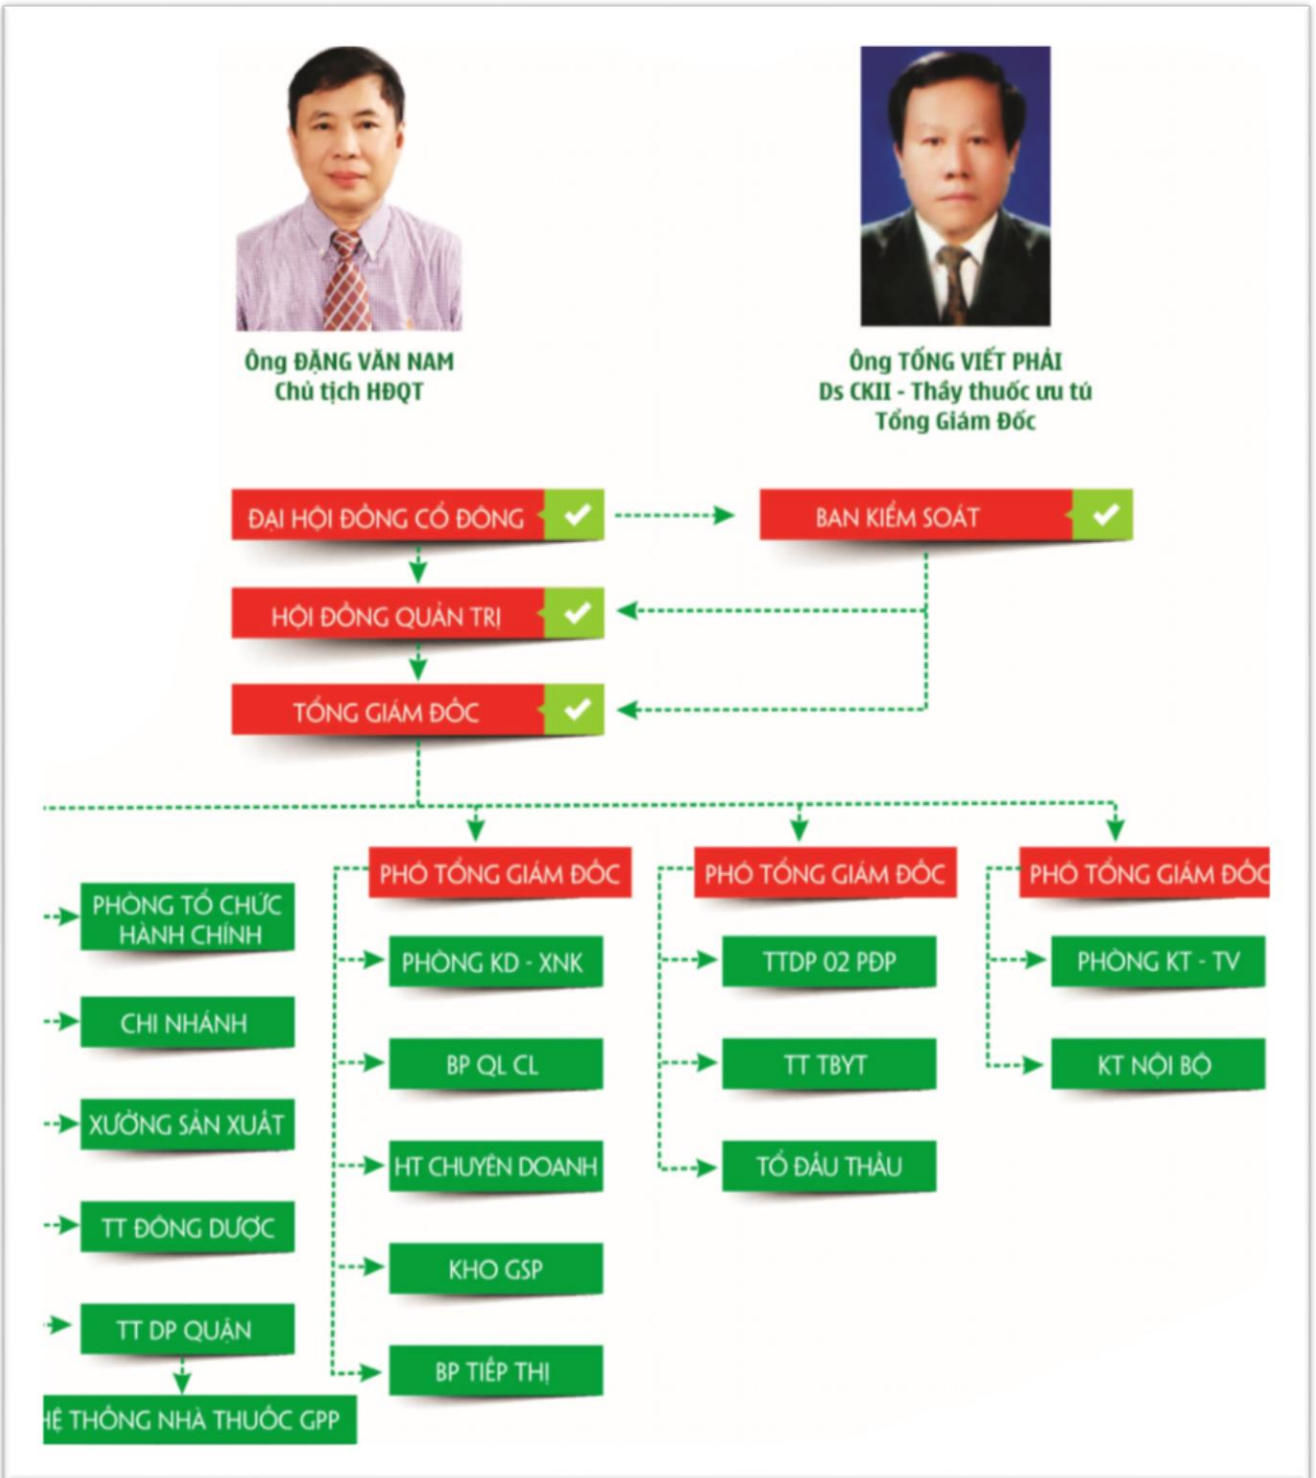 Ông ĐẶNG VĂN NAM
Chủ tịch HĐQT
Ông TỐNG VIẾT PHẢI
Ds CKII - Thầy thuốc ưu tú
Tổng Giám Đốc
ĐẠI HỘI ĐỒNG CỔ ĐÔNG
BAN KIỂM SOÁT
HỘI ĐỒNG QUẢN TRỊ
TỔNG GIÁM ĐỐC
PHÒNG TỔ CHỨC
HÀNH CHÍNH
CHI NHÁNH
XƯỞNG SẢN XUẤT
TT ĐÔNG DƯỢC
TT DP QUẬN
HỆ THỐNG NHÀ THUỐC GPP
PHÓ TỔNG GIÁM ĐỐC
PHÒNG KD - XNK
BP QL CL
HT CHUYÊN DOANH
KHO GSP
BP TIẾP THỊ
PHÓ TỔNG GIÁM ĐỐC
TTDP 02 PĐP
TT TBYT
TỔ ĐẤU THẦU
PHÓ TỔNG GIÁM ĐỐC
PHÒNG KT - TV
KT NỘI BỘ